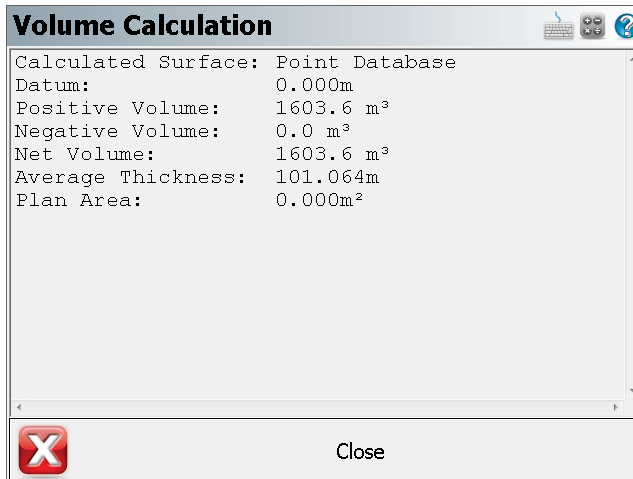 Volume Calculation
Calculated Surface: Point Database
Datum: 0.000m
Positive Volume: 1603.6 m³
Negative Volume: 0.0 m³
Net Volume: 1603.6 m³
Average Thickness: 101.064m
Plan Area: 0.000m²
Close